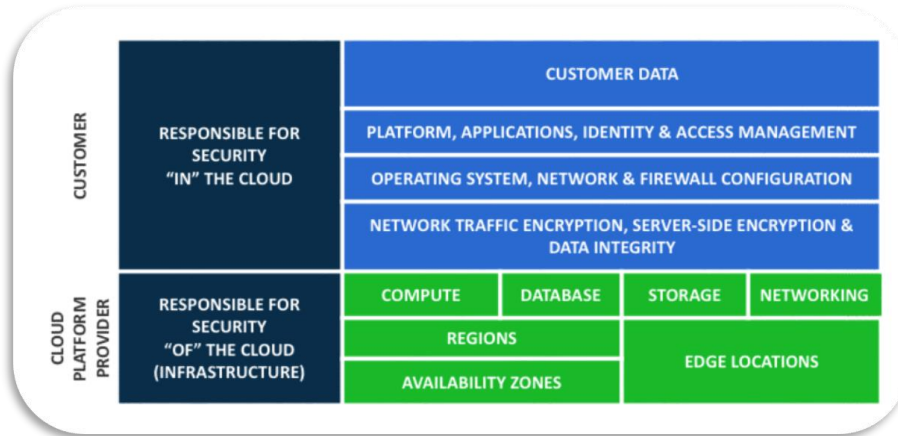 CUSTOMER
RESPONSIBLE FOR
SECURITY
“IN” THE CLOUD
CUSTOMER DATA
PLATFORM, APPLICATIONS, IDENTITY & ACCESS MANAGEMENT
OPERATING SYSTEM, NETWORK & FIREWALL CONFIGURATION
NETWORK TRAFFIC ENCRYPTION, SERVER-SIDE ENCRYPTION &
DATA INTEGRITY
CLOUD
PLATFORM
PROVIDER
RESPONSIBLE FOR
SECURITY
“OF” THE CLOUD
(INFRASTRUCTURE)
COMPUTE
DATABASE
STORAGE
NETWORKING
REGIONS
EDGE LOCATIONS
AVAILABILITY ZONES